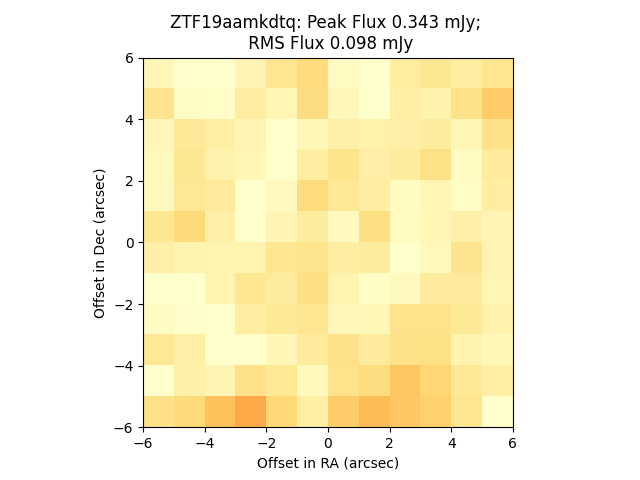 ZTF19aamkdtq: Peak Flux 0.343 mJy;
RMS Flux 0.098 mJy
6
4
2
0
−2
−4
−6
Offset in Dec (arcsec)
−6 −4 −2 0 2 4 6
Offset in RA (arcsec)